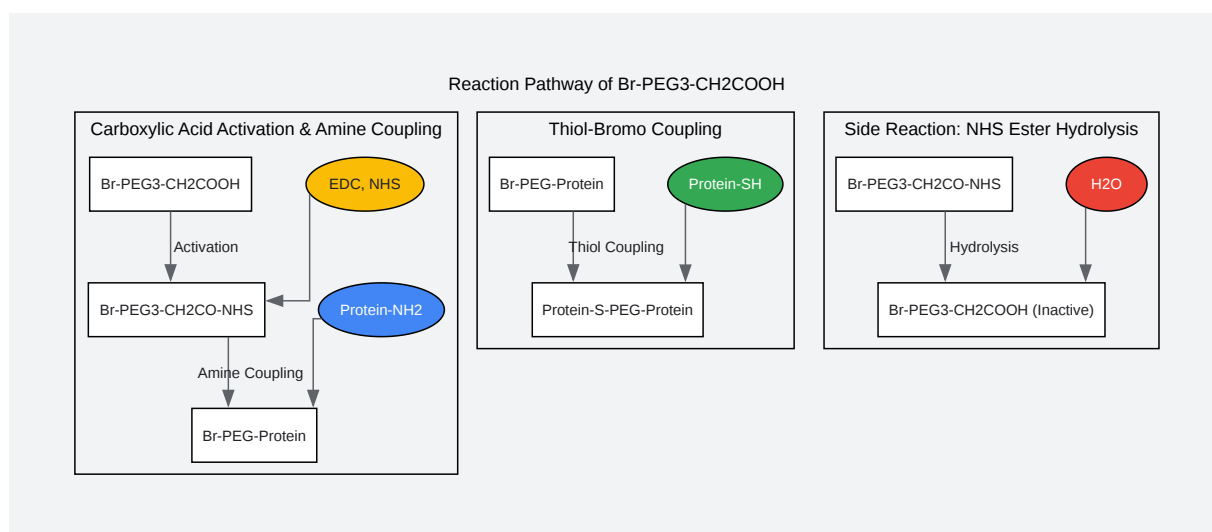 Reaction Pathway of Br-PEG3-CH2COOH
Carboxylic Acid Activation & Amine Coupling
Br-PEG3-CH2COOH
EDC, NHS
Activation
Br-PEG3-CH2CO-NHS
Protein-NH2
Amine Coupling
Br-PEG-Protein
Thiol-Bromo Coupling
Br-PEG-Protein
Protein-SH
Thiol Coupling
Protein-S-PEG-Protein
Side Reaction: NHS Ester Hydrolysis
Br-PEG3-CH2CO-NHS
H2O
Hydrolysis
Br-PEG3-CH2COOH (Inactive)